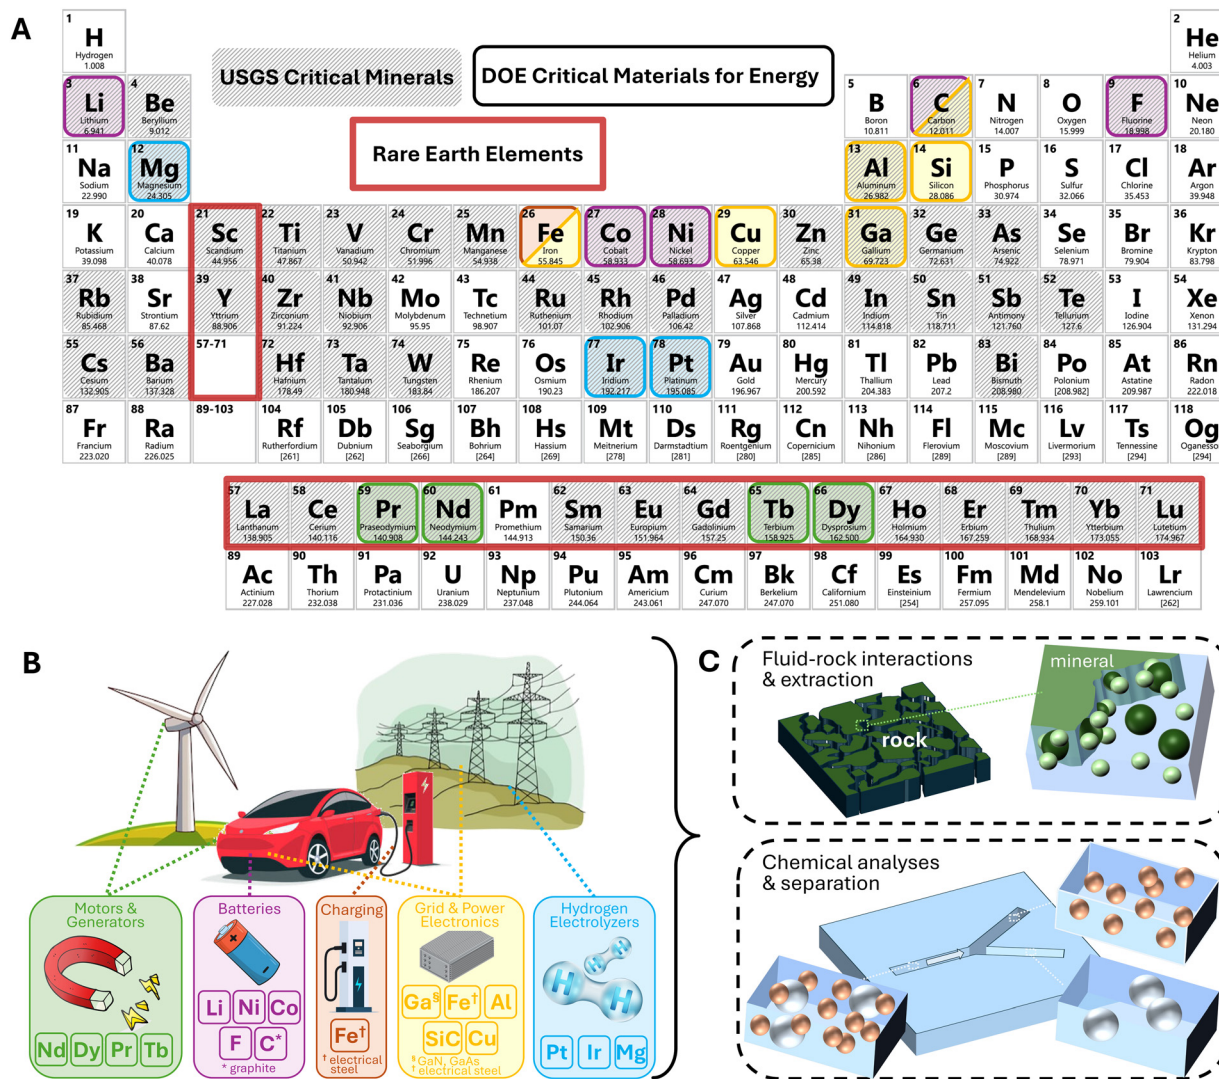 A
1
H
Hydrogen
1.008
2
He
Helium
4.003
USGS Critical Minerals
DOE Critical Materials for Energy
Rare Earth Elements
3
Li
Lithium
6.941
4
Be
Beryllium
9.012
5
B
Boron
10.811
6
C
Carbon
12.011
7
N
Nitrogen
14.007
8
O
Oxygen
15.999
9
F
Fluorine
18.998
10
Ne
Neon
20.180
11
Na
Sodium
22.990
12
Mg
Magnesium
24.305
13
Al
Aluminum
26.982
14
Si
Silicon
28.086
15
P
Phosphorus
30.974
16
S
Sulfur
32.066
17
Cl
Chlorine
35.453
18
Ar
Argon
39.948
19
K
Potassium
39.098
20
Ca
Calcium
40.078
21
Sc
Scandium
44.956
22
Ti
Titanium
47.867
23
V
Vanadium
50.942
24
Cr
Chromium
51.996
25
Mn
Manganese
54.938
26
Fe
Iron
55.845
27
Co
Cobalt
58.933
28
Ni
Nickel
58.693
29
Cu
Copper
63.546
30
Zn
Zinc
65.38
31
Ga
Gallium
69.723
32
Ge
Germanium
72.631
33
As
Arsenic
74.922
34
Se
Selenium
78.971
35
Br
Bromine
79.904
36
Kr
Krypton
83.798
37
Rb
Rubidium
85.468
38
Sr
Strontium
87.62
39
Y
Yttrium
88.906
40
Zr
Zirconium
91.224
41
Nb
Niobium
92.906
42
Mo
Molybdenum
95.95
43
Tc
Technetium
98.907
44
Ru
Ruthenium
101.07
45
Rh
Rhodium
102.906
46
Pd
Palladium
106.42
47
Ag
Silver
107.868
48
Cd
Cadmium
112.414
49
In
Indium
114.818
50
Sn
Tin
118.711
51
Sb
Antimony
121.760
52
Te
Tellurium
127.6
53
I
Iodine
126.904
54
Xe
Xenon
131.294
55
Cs
Cesium
132.905
56
Ba
Barium
137.328
57-71
72
Hf
Hafnium
178.49
73
Ta
Tantalum
180.948
74
W
Tungsten
183.84
75
Re
Rhenium
186.207
76
Os
Osmium
190.23
77
Ir
Iridium
192.217
78
Pt
Platinum
195.085
79
Au
Gold
196.967
80
Hg
Mercury
200.592
81
Tl
Thallium
204.383
82
Pb
Lead
207.2
83
Bi
Bismuth
208.980
84
Po
Polonium
[208.982]
85
At
Astatine
209.987
86
Rn
Radon
222.018
87
Fr
Francium
223.020
88
Ra
Radium
226.025
89-103
104
Rf
Rutherfordium
[261]
105
Db
Dubnium
[262]
106
Sg
Seaborgium
[266]
107
Bh
Bohrium
[264]
108
Hs
Hassium
[269]
109
Mt
Meitnerium
[278]
110
Ds
Darmstadtium
[281]
111
Rg
Roentgenium
[280]
112
Cn
Copernicium
[285]
113
Nh
Nihonium
[286]
114
Fl
Flerovium
[289]
115
Mc
Moscovium
[289]
116
Lv
Livermorium
[293]
117
Ts
Tennessine
[294]
118
Og
Oganesso
[294]
57
La
Lanthanum
138.905
58
Ce
Cerium
140.116
59
Pr
Praseodymium
140.908
60
Nd
Neodymium
144.243
61
Pm
Promethium
144.913
62
Sm
Samarium
150.36
63
Eu
Europium
151.964
64
Gd
Gadolinium
157.25
65
Tb
Terbium
158.925
66
Dy
Dysprosium
162.500
67
Ho
Holmium
164.930
68
Er
Erbium
167.259
69
Tm
Thulium
168.934
70
Yb
Ytterbium
173.055
71
Lu
Lutetium
174.967
89
Ac
Actinium
227.028
90
Th
Thorium
232.038
91
Pa
Protactinium
231.036
92
U
Uranium
238.029
93
Np
Neptunium
237.048
94
Pu
Plutonium
244.064
95
Am
Americium
243.061
96
Cm
Curium
247.070
97
Bk
Berkelium
247.070
98
Cf
Californium
251.080
99
Es
Einsteinium
[254]
100
Fm
Fermium
257.095
101
Md
Mendelevium
258.1
102
No
Nobelium
259.101
103
Lr
Lawrencium
[262]
B
Motors &
Generators
Nd Dy Pr Tb
Batteries
Li Ni Co
F C*
* graphite
Charging
Fe†
† electrical
steel
Grid & Power
Electronics
Ga§ Fe† Al
SiC Cu
§ GaN, GaAs
† electrical steel
Hydrogen
Electrolyzers
H H
H H
Pt Ir Mg
C
Fluid-rock interactions
& extraction
rock
mineral
Chemical analyses
& separation